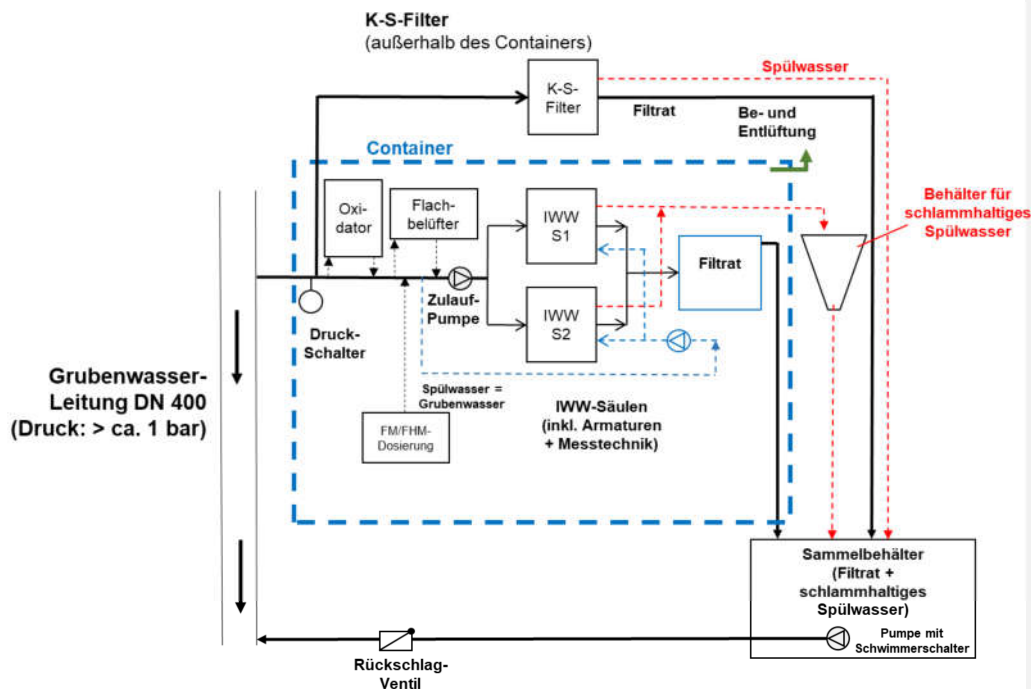 K-S-Filter
(außerhalb des Containers)
Spülwasser
K-S-
Filter
Filtrat
Be- und
Entlüftung
Container
Oxi-
dator
Flach-
belüfter
IWW
S1
Behälter für
schlammhaltiges
Spülwasser
Filtrat
Zulauf-
Pumpe
IWW
S2
Druck-
Schalter
Grubenwasser-
Leitung DN 400
(Druck: > ca. 1 bar)
Spülwasser =
Grubenwasser
FM/FHM-
Dosierung
IWW-Säulen
(inkl. Armaturen
+ Messtechnik)
Sammelbehälter
(Filtrat +
schlammhaltiges
Spülwasser)
Pumpe mit
Schwimmerschalter
Rückschlag-
Ventil